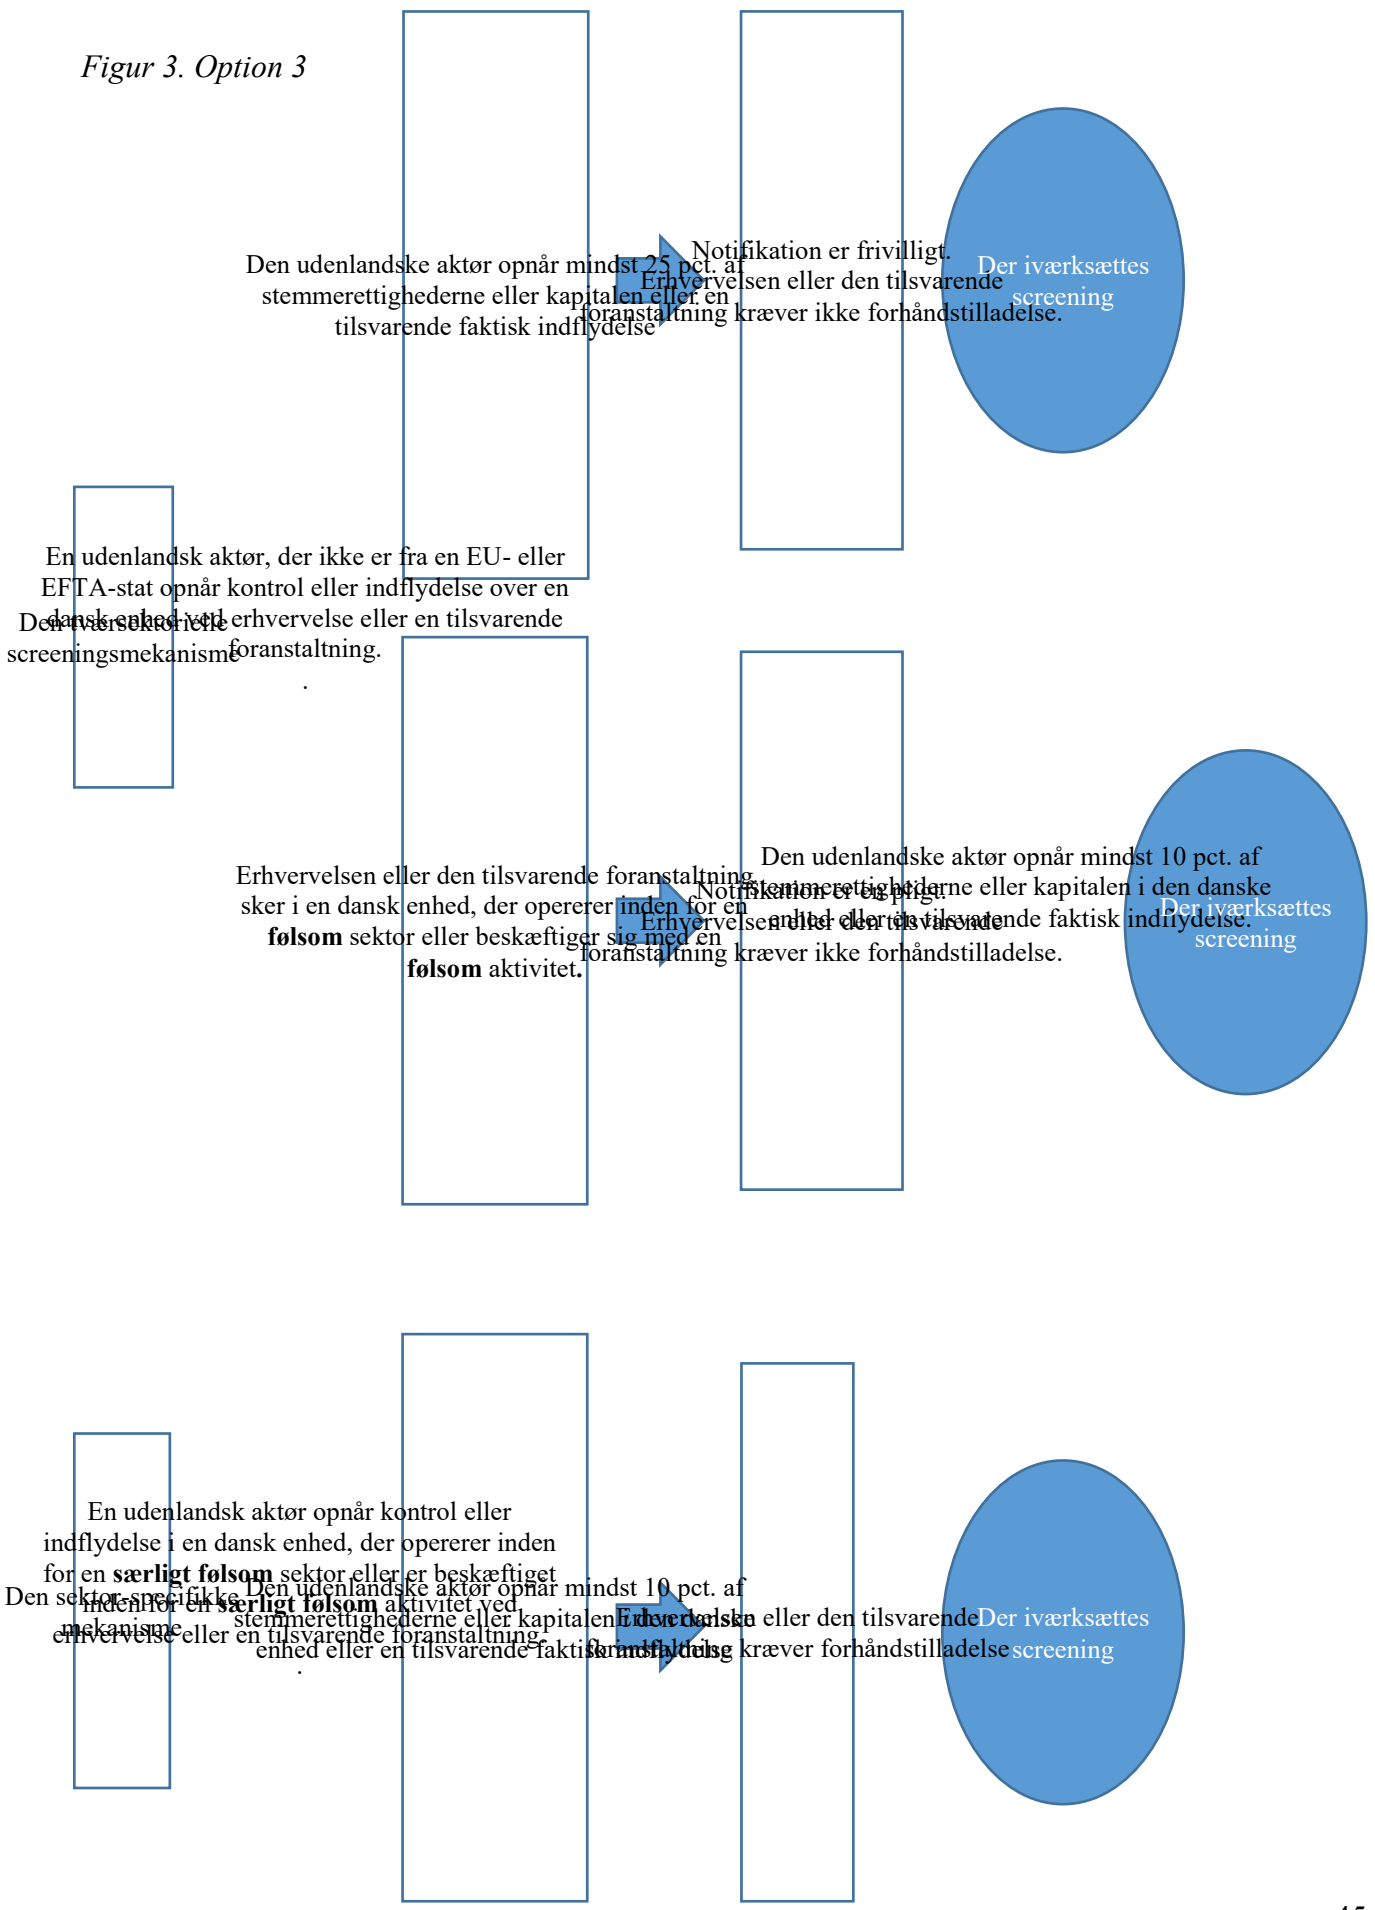 Figur 3. Option 3
Den udenlandske aktør opnår mindst 25 pct. af
stemmerettighederne eller kapitalen eller en
tilsvarende faktisk indflydelse
Notifikation er frivilligt.
Erhvervelsen eller den tilsvarende
foranstaltning kræver ikke forhåndstilladelse.
Der iværksættes
screening
Den tværsektorielle
screeningsmekanisme
En udenlandsk aktør, der ikke er fra en EU- eller
EFTA-stat opnår kontrol eller indflydelse over en
dansk enhed ved erhvervelse eller en tilsvarende
foranstaltning.
.
Erhvervelsen eller den tilsvarende foranstaltning
sker i en dansk enhed, der opererer inden for en
følsom sektor eller beskæftiger sig med en
følsom aktivitet.
Notifikation er en pligt.
Erhvervelsen eller den tilsvarende
foranstaltning kræver ikke forhåndstilladelse.
Den udenlandske aktør opnår mindst 10 pct. af
stemmerettighederne eller kapitalen i den danske
enhed eller en tilsvarende faktisk indflydelse.
Der iværksættes
screening
Den sektor-specifikke
mekanisme
En udenlandsk aktør opnår kontrol eller
indflydelse i en dansk enhed, der opererer inden
for en særligt følsom sektor eller er beskæftiget
inden for en særligt følsom aktivitet ved
erhvervelse eller en tilsvarende foranstaltning.
.
Den udenlandske aktør opnår mindst 10 pct. af
stemmerettighederne eller kapitalen i den danske
enhed eller en tilsvarende faktisk indflydelse
Erhvervelsen eller den tilsvarende
foranstaltning kræver forhåndstilladelse
Der iværksættes
screening